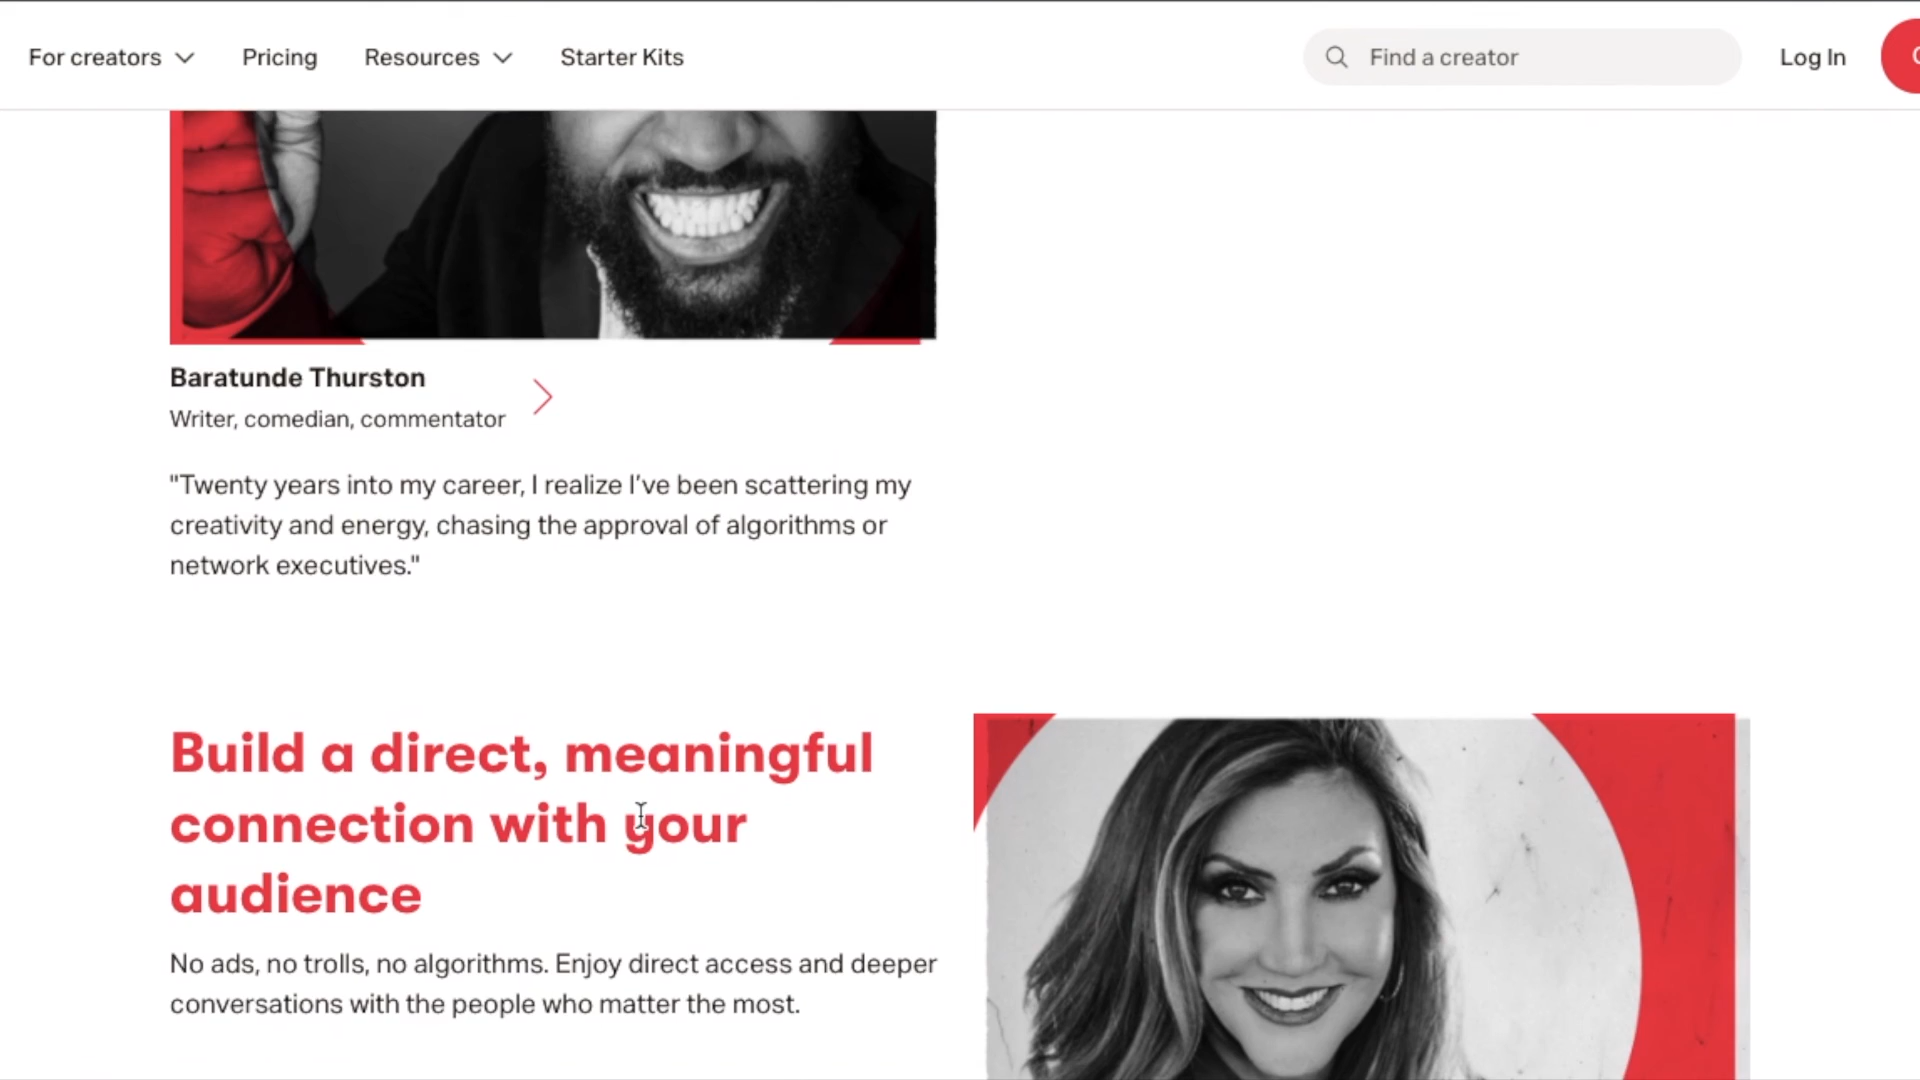 For creators
Pricing
Resources
Starter Kits
Find a creator
Log In
Baratunde Thurston
Writer, comedian, commentator
"Twenty years into my career, I realize I've been scattering my
creativity and energy, chasing the approval of algorithms or
network executives."
Build a direct, meaningful
connection with your
audience
No ads, no trolls, no algorithms. Enjoy direct access and deeper
conversations with the people who matter the most.